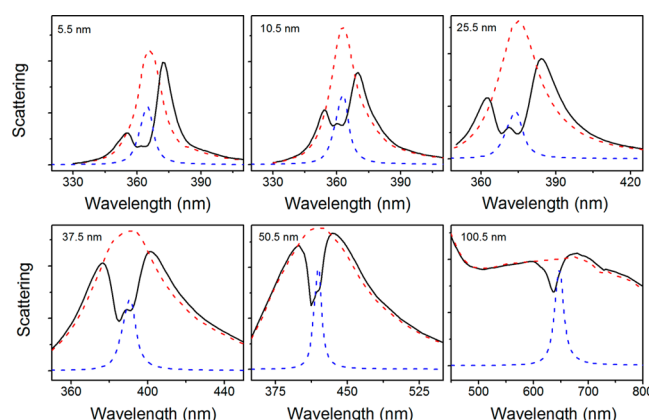 5.5 nm
10.5 nm
25.5 nm
Scattering
330 360 390
330 360 390
360 390 420
Wavelength (nm)
Wavelength (nm)
Wavelength (nm)
37.5 nm
50.5 nm
100.5 nm
Scattering
360 400 440
375 450 525
500 600 700 800
Wavelength (nm)
Wavelength (nm)
Wavelength (nm)